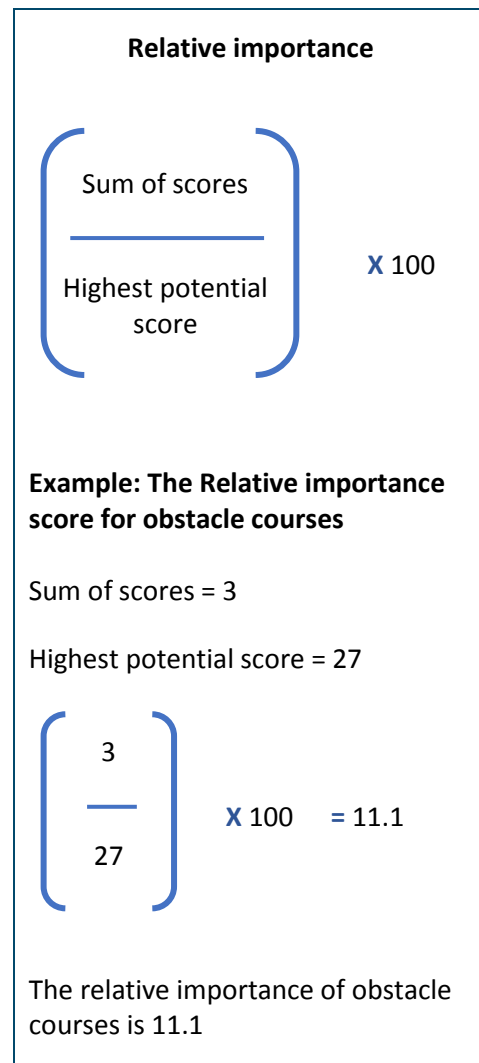 Relative importance
Sum of scores
Highest potential
score
X 100
Example: The Relative importance
score for obstacle courses
Sum of scores = 3
Highest potential score = 27
3
27
X 100 = 11.1
The relative importance of obstacle
courses is 11.1